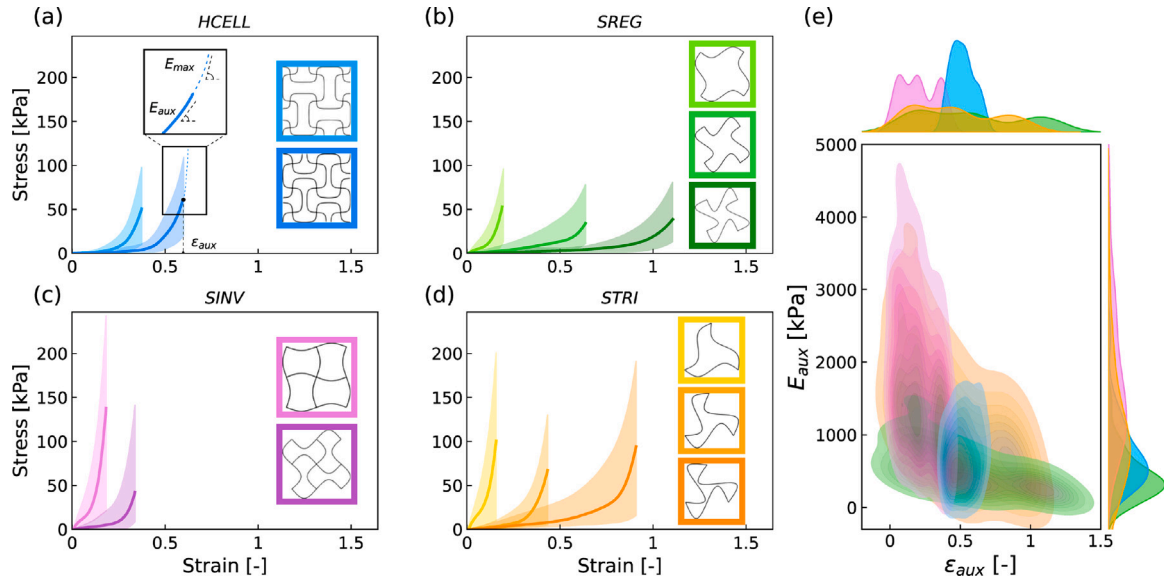 (a)
HCELL
Stress [kPa]
200
150
100
50
0
0
0.5
1
1.5
E_max
E_aux
ε_aux
(b)
SREG
200
150
100
50
0
0
0.5
1
1.5
(c)
SINV
Stress [kPa]
200
150
100
50
0
0
0.5
1
1.5
Strain [-]
(d)
STRI
200
150
100
50
0
0
0.5
1
1.5
Strain [-]
(e)
E_aux [kPa]
5000
4000
3000
2000
1000
0
0
0.5
1
1.5
ε_aux [-]